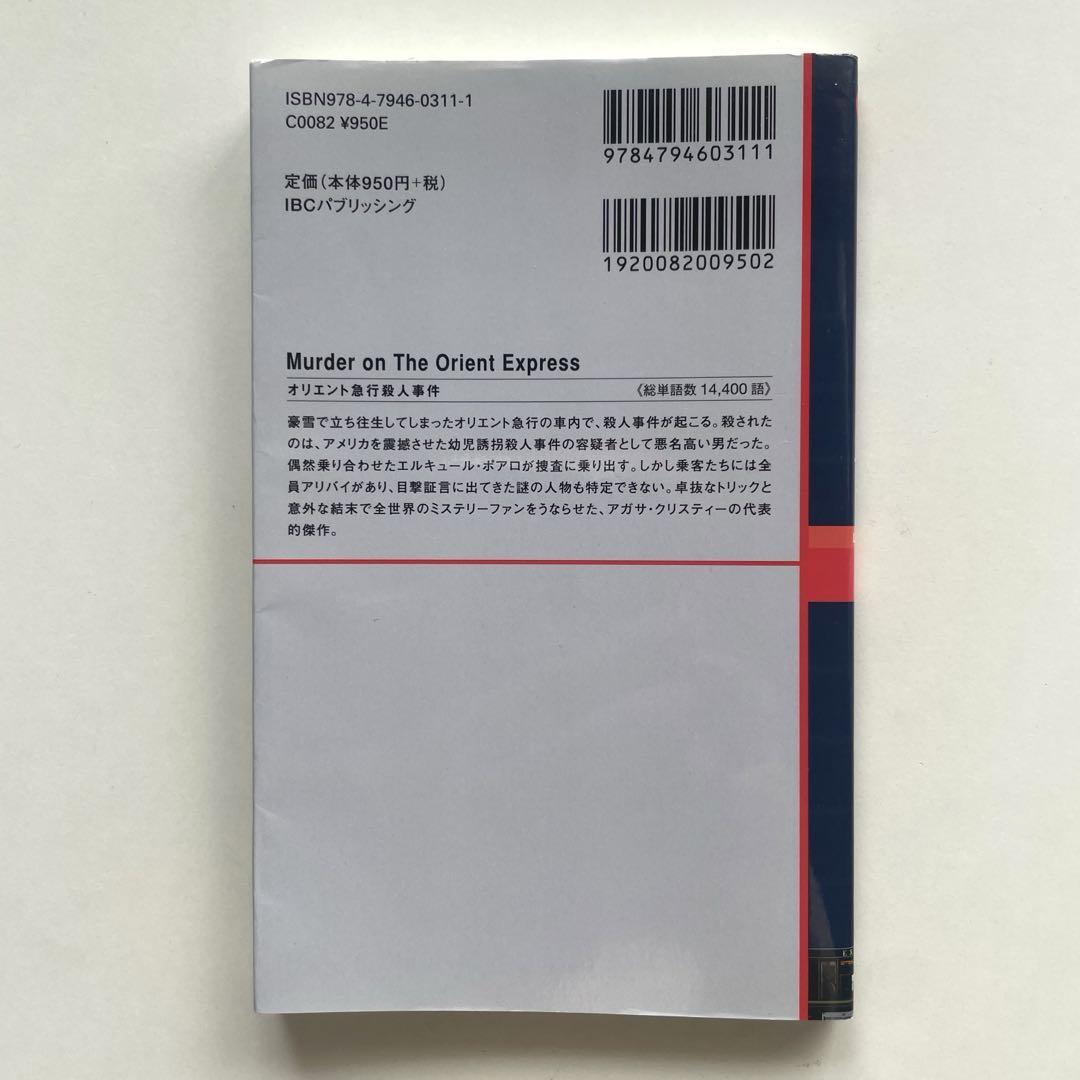 ISBN978-4-7946-0311-1
C0082 ¥950E
9784794603111
定価(本体950円+税)
IBCパブリッシング
1920082009502
Murder on The Orient Express
オリエント急行殺人事件 《総単語数 14,400 語》
豪雪で立ち往生してしまったオリエント急行の車内で、殺人事件が起こる。殺された
のは、アメリカを震撼させた幼児誘拐殺人事件の容疑者として悪名高い男だった。
偶然乗り合わせたエルキュール・ポアロが捜査に乗り出す。しかし乗客たちには全
員アリバイがあり、目撃証言に出てきた謎の人物も特定できない。卓抜なトリックと
意外な結末で全世界のミステリーファンをうならせた、アガサ・クリスティーの代表
的傑作。